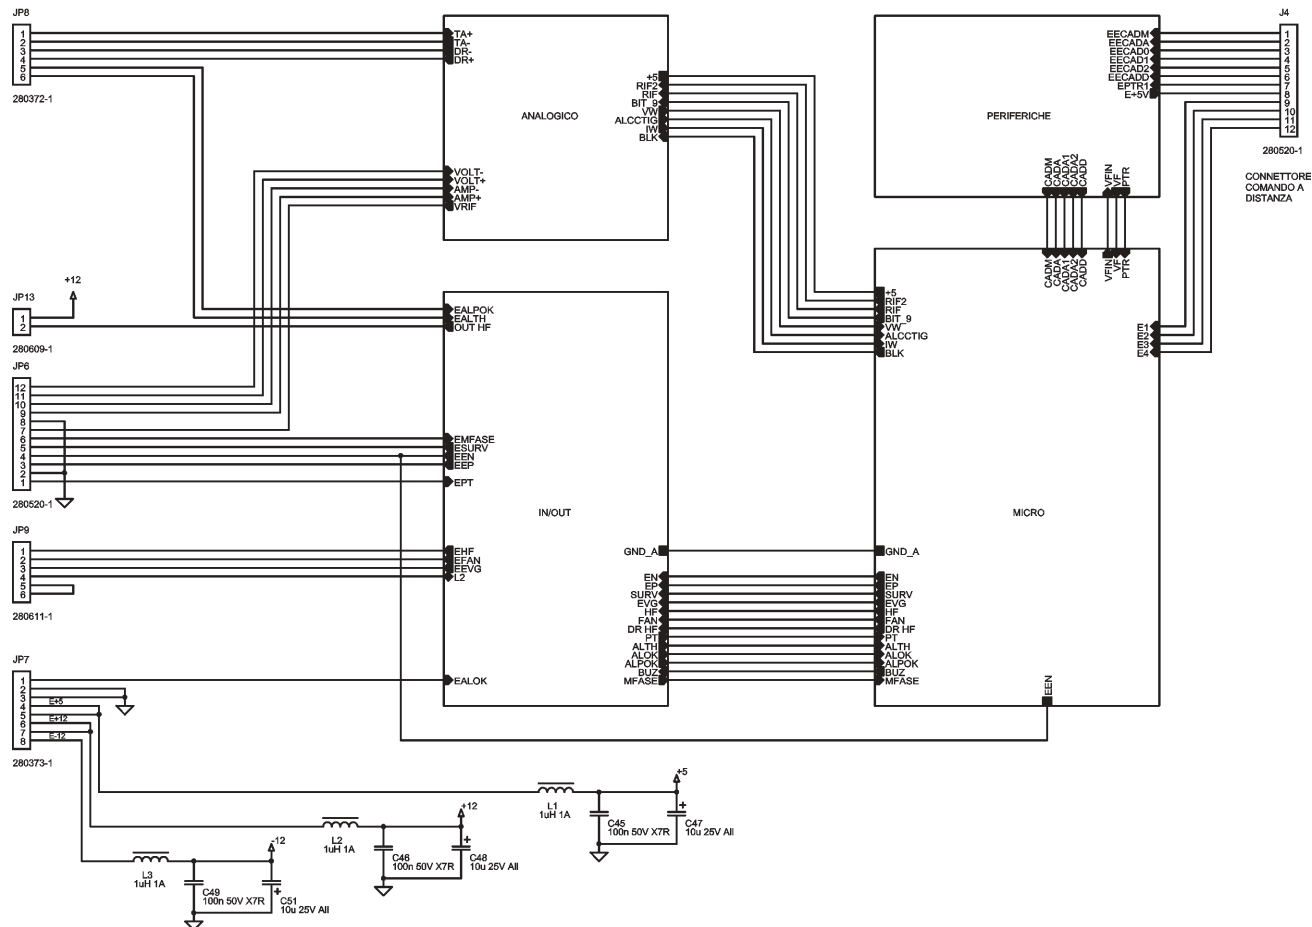 JP8
1
2
3
4
5
6
280372-1
TA+
TA-
DR-
DR+
+5
RIF2
RIF
BIT_9
VW
ALCCTIG
IW
BLK
ANALOGICO
VOLT-
VOLT+
AMP-
AMP+
VRIF
EECADM
EECADA
EECAD0
EECAD1
EECAD2
EECADD
EPTR1
E+5V
PERIFERICHE
CADM
CADA
CADA1
CADA2
CADD
VFIN
VF
PTR
J4
1
2
3
4
5
6
7
8
9
10
11
12
280520-1
CONNETTORE
COMANDO A
DISTANZA
JP13
+12
1
2
280609-1
EALPOK
EALTH
OUT HF
CADM
CADA
CADA1
CADA2
CADD
VFIN
VF
PTR
+5
RIF2
RIF
BIT_9
VW
ALCCTIG
IW
BLK
E1
E2
E3
E4
JP6
12
11
10
9
8
7
6
5
4
3
2
1
280520-1
EMFASE
ESURV
EEN
EEP
EPT
IN/OUT
MICRO
JP9
1
2
3
4
5
6
280611-1
EHF
EFAN
EEVG
L2
GND_A
EN
EP
SURV
EVG
HF
FAN
DR HF
PT
ALTH
ALOK
ALPOK
BUZ
MFASE
GND_A
EN
EP
SURV
EVG
HF
FAN
DR HF
PT
ALTH
ALOK
ALPOK
BUZ
MFASE
EEN
JP7
1
2
3
4
5
6
7
8
E+5
E+12
E-12
280373-1
EALOK
+5
L1
1uH 1A
C45
100n 50V X7R
+
C47
10u 25V All
+12
L2
1uH 1A
C46
100n 50V X7R
+
C48
10u 25V All
-12
L3
1uH 1A
C49
100n 50V X7R
+
C51
10u 25V All